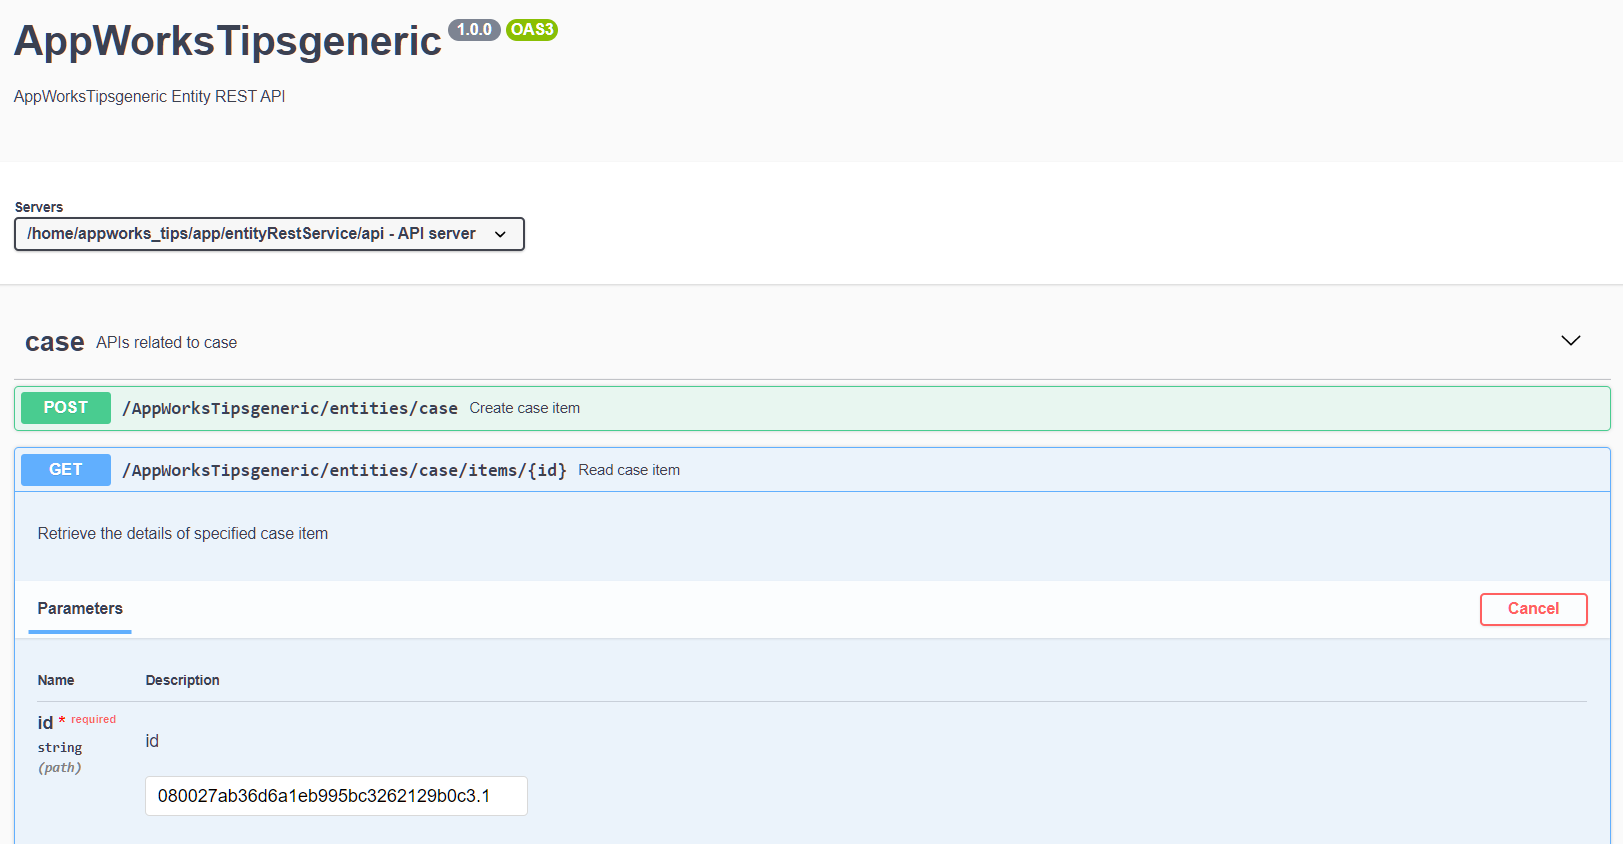 AppWorksTipsgeneric 1.0.0 OAS3
AppWorksTipsgeneric Entity REST API
Servers
/home/appworks_tips/app/entityRestService/api - API server
case APIs related to case
POST /AppWorksTipsgeneric/entities/case Create case item
GET /AppWorksTipsgeneric/entities/case/items/{id} Read case item
Retrieve the details of specified case item
Parameters Cancel
Name Description
id * required
string
(path)
id
080027ab36d6a1eb995bc3262129b0c3.1